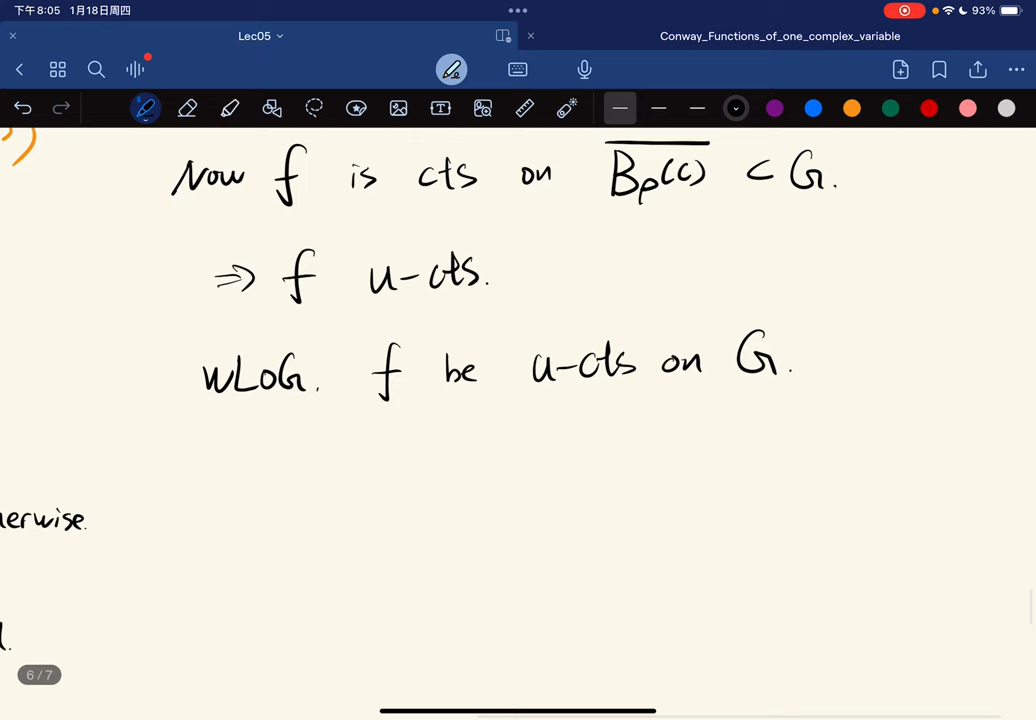 下午8:05 1月18日周四
93%
Lec05
Conway_Functions_of_one_complex_variable
Now f is cts on B̅ρ(c) ⊂ G.
⇒ f u-cts.
WLOG. f be u-cts on G.
erwise.
6 / 7